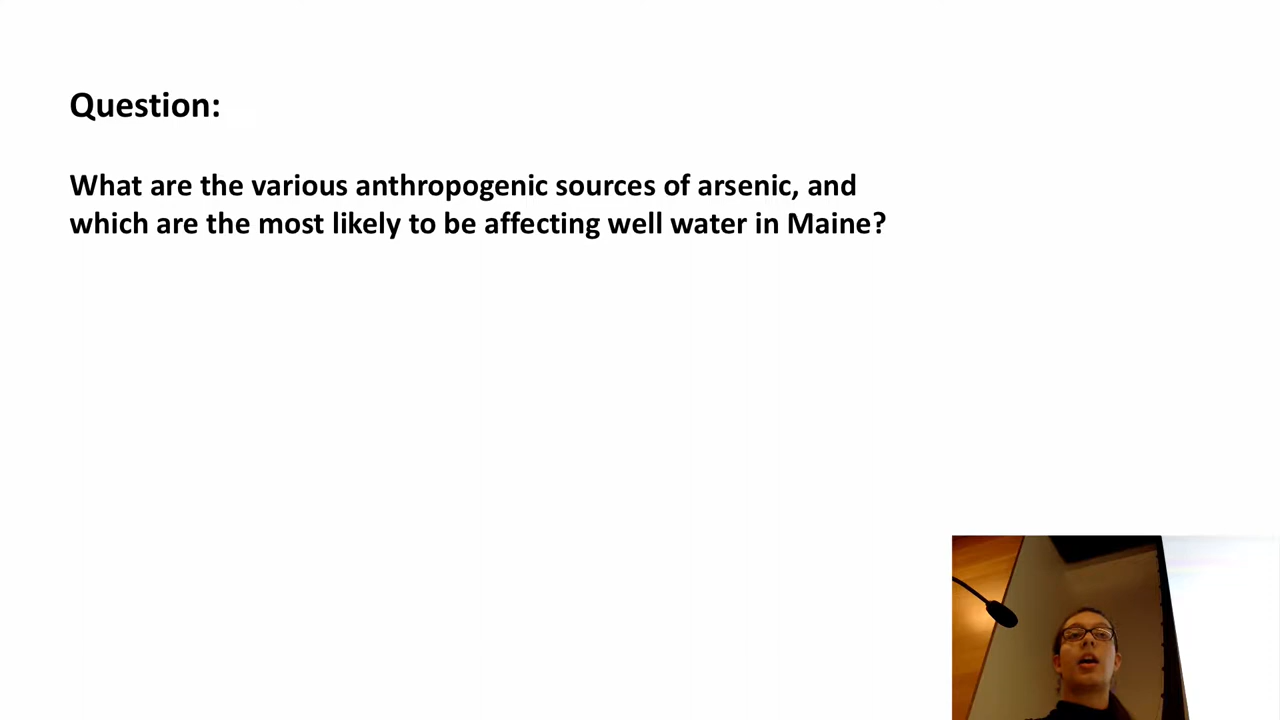 Question:
What are the various anthropogenic sources of arsenic, and
which are the most likely to be affecting well water in Maine?